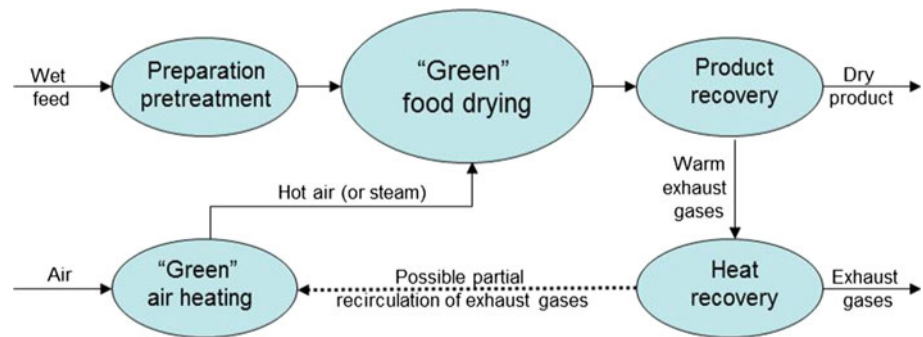 Wet
feed
Preparation
pretreatment
“Green”
food drying
Product
recovery
Dry
product
Hot air (or steam)
Warm
exhaust
gases
Air
“Green”
air heating
Possible partial
recirculation of exhaust gases
Heat
recovery
Exhaust
gases